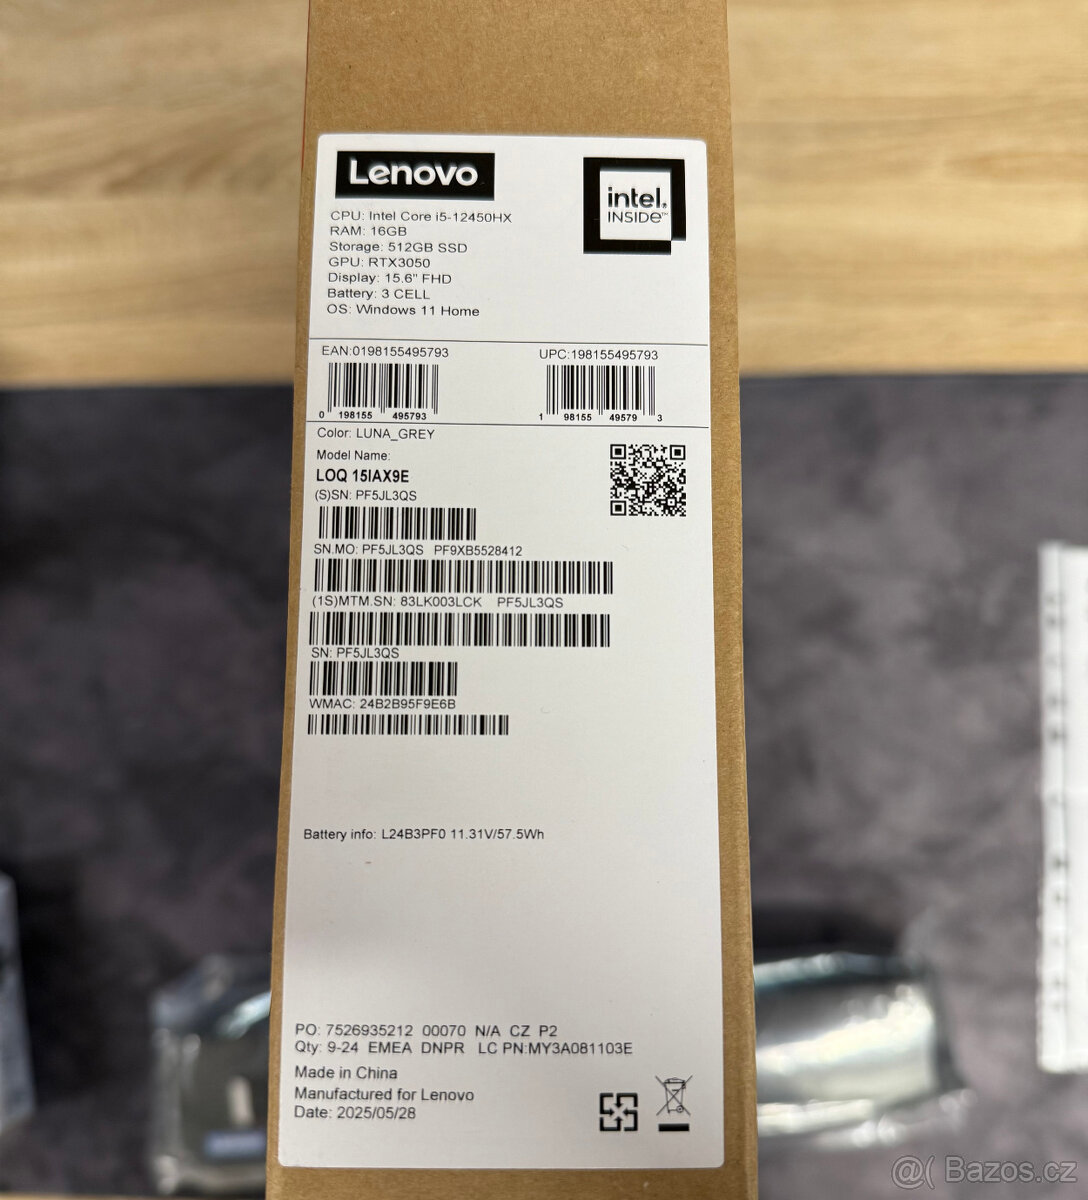 Lenovo
intel.
INSIDE™
CPU: Intel Core i5-12450HX
RAM: 16GB
Storage: 512GB SSD
GPU: RTX3050
Display: 15.6" FHD
Battery: 3 CELL
OS: Windows 11 Home
EAN:0198155495793
UPC:198155495793
0 198155 495793
1 98155 49579 3
Color: LUNA_GREY
Model Name:
LOQ 15IAX9E
(S)SN: PF5JL3QS
SN.MO: PF5JL3QS PF9XB5528412
(1S)MTM.SN: 83LK003LCK PF5JL3QS
SN: PF5JL3QS
WMAC: 24B2B95F9E6B
Battery info: L24B3PF0 11.31V/57.5Wh
PO: 7526935212 00070 N/A CZ P2
Qty: 9-24 EMEA DNPR LC PN:MY3A081103E
Made in China
Manufactured for Lenovo
Date: 2025/05/28
@( Bazos.cz